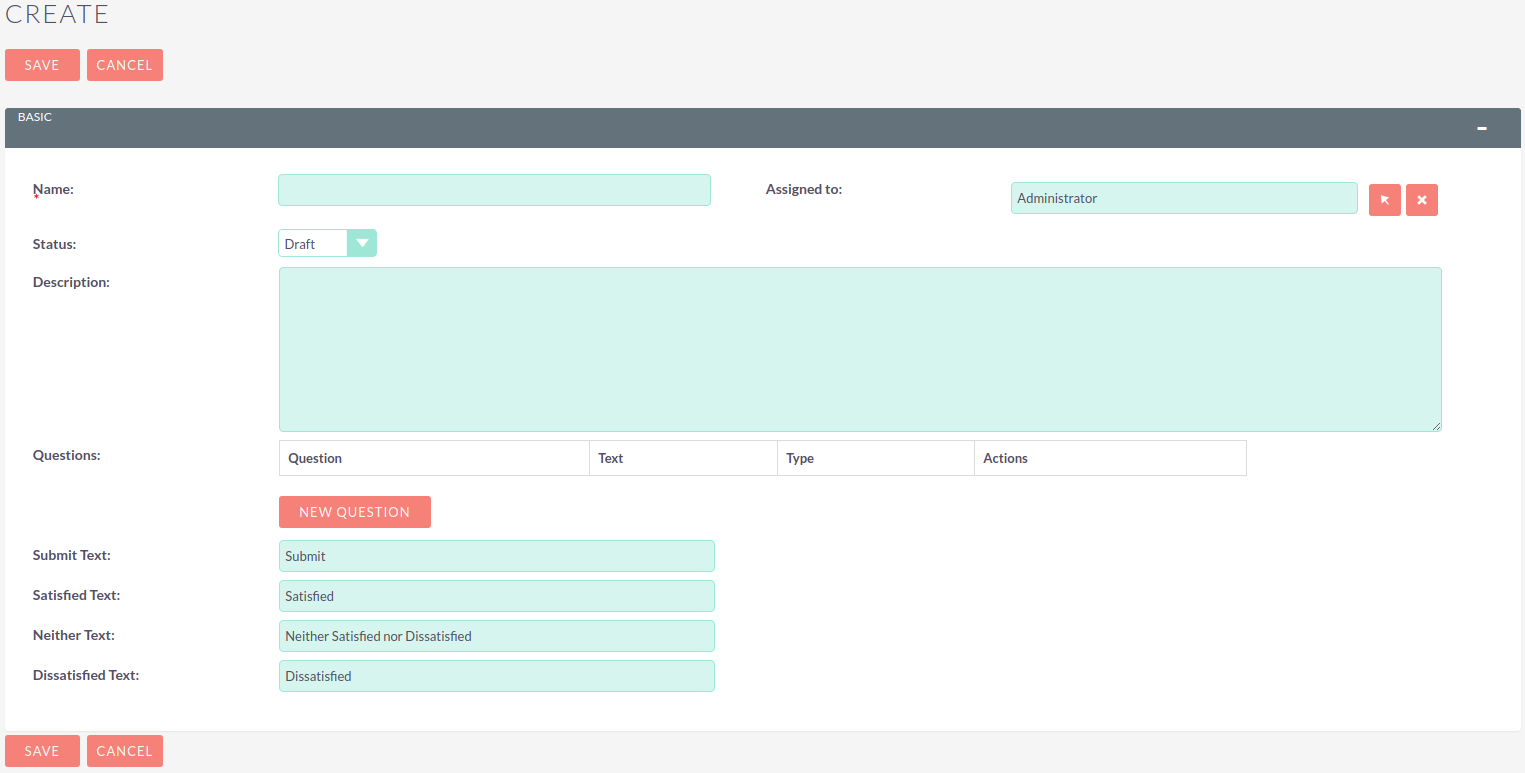 CREATE
SAVE CANCEL
BASIC
Name:* Assigned to: Administrator
Status: Draft
Description:
Questions: Question Text Type Actions
NEW QUESTION
Submit Text: Submit
Satisfied Text: Satisfied
Neither Text: Neither Satisfied nor Dissatisfied
Dissatisfied Text: Dissatisfied
SAVE CANCEL